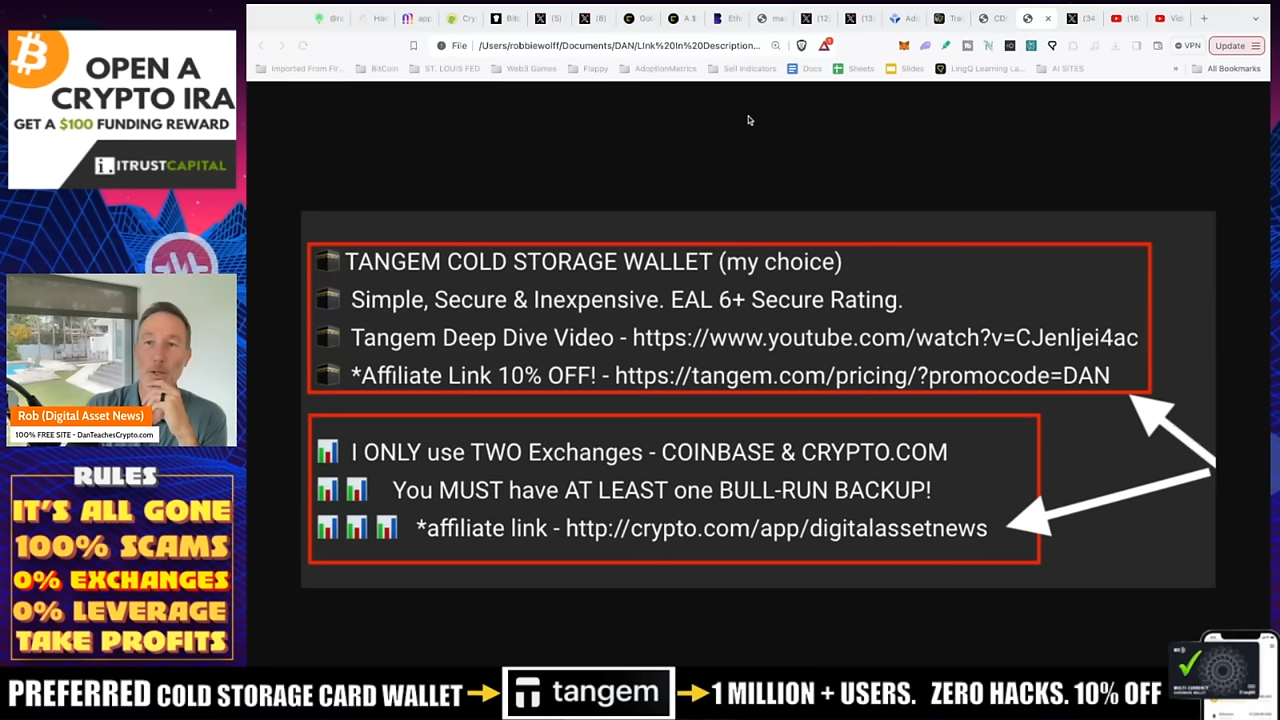 OPEN A
CRYPTO IRA
GET A $100 FUNDING REWARD
i. ITRUSTCAPITAL
Rob (Digital Asset News)
100% FREE SITE - DanTeachesCrypto.com
RULES
IT'S ALL GONE
100% SCAMS
0% EXCHANGES
0% LEVERAGE
TAKE PROFITS
File /Users/robbiewolff/Documents/DAN/LInk%20In%20Description...
VPN
Update
Imported From Fir...
BitCoin
ST. LOUIS FED
Web3 Games
Flappy
AdoptionMetrics
Sell Indicators
Docs
Sheets
Slides
LingQ Learning La...
AI SITES
»
All Bookmarks
TANGEM COLD STORAGE WALLET (my choice)
Simple, Secure & Inexpensive. EAL 6+ Secure Rating.
Tangem Deep Dive Video - https://www.youtube.com/watch?v=CJenljei4ac
*Affiliate Link 10% OFF! - https://tangem.com/pricing/?promocode=DAN
I ONLY use TWO Exchanges - COINBASE & CRYPTO.COM
You MUST have AT LEAST one BULL-RUN BACKUP!
*affiliate link - http://crypto.com/app/digitalassetnews
PREFERRED COLD STORAGE CARD WALLET
tangem
1 MILLION + USERS. ZERO HACKS. 10% OFF